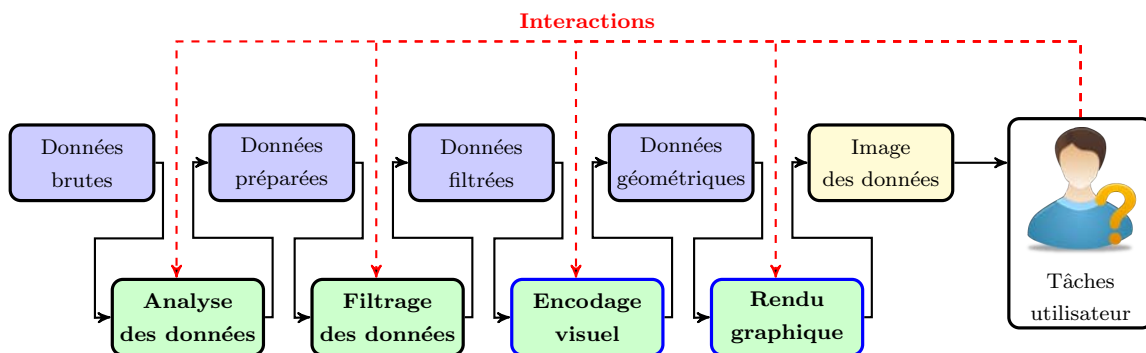 Interactions
Données
brutes
Données
préparées
Données
filtrées
Données
géométriques
Image
des données
Tâches
utilisateur
Analyse
des données
Filtrage
des données
Encodage
visuel
Rendu
graphique